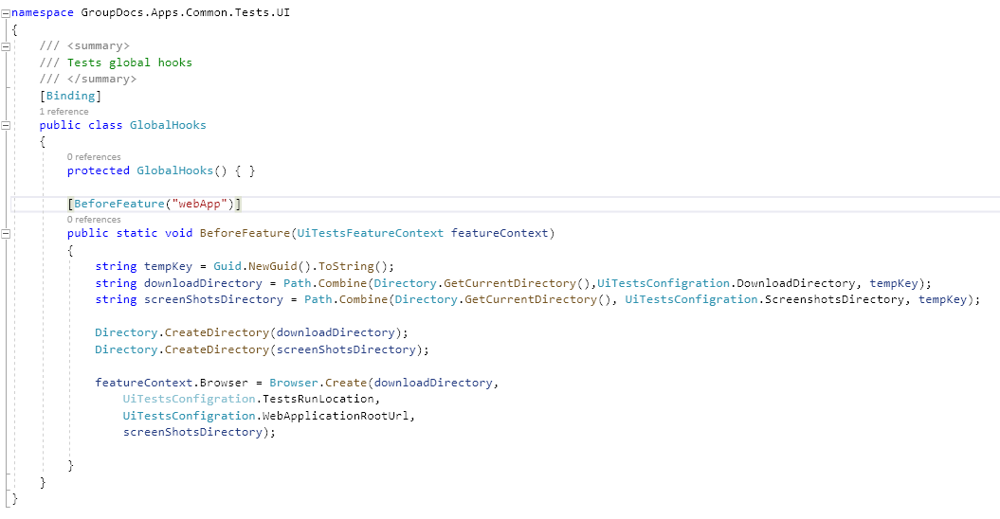 namespace GroupDocs.Apps.Common.Tests.UI
{
/// <summary>
/// Tests global hooks
/// </summary>
[Binding]
1 reference
public class GlobalHooks
{
0 references
protected GlobalHooks() { }
[BeforeFeature("webApp")]
0 references
public static void BeforeFeature(UiTestsFeatureContext featureContext)
{
string tempKey = Guid.NewGuid().ToString();
string downloadDirectory = Path.Combine(Directory.GetCurrentDirectory(),UiTestsConfigration.DownloadDirectory, tempKey);
string screenShotsDirectory = Path.Combine(Directory.GetCurrentDirectory(), UiTestsConfigration.ScreenshotsDirectory, tempKey);
Directory.CreateDirectory(downloadDirectory);
Directory.CreateDirectory(screenShotsDirectory);
featureContext.Browser = Browser.Create(downloadDirectory,
UiTestsConfigration.TestsRunLocation,
UiTestsConfigration.WebApplicationRootUrl,
screenShotsDirectory);
}
}
}